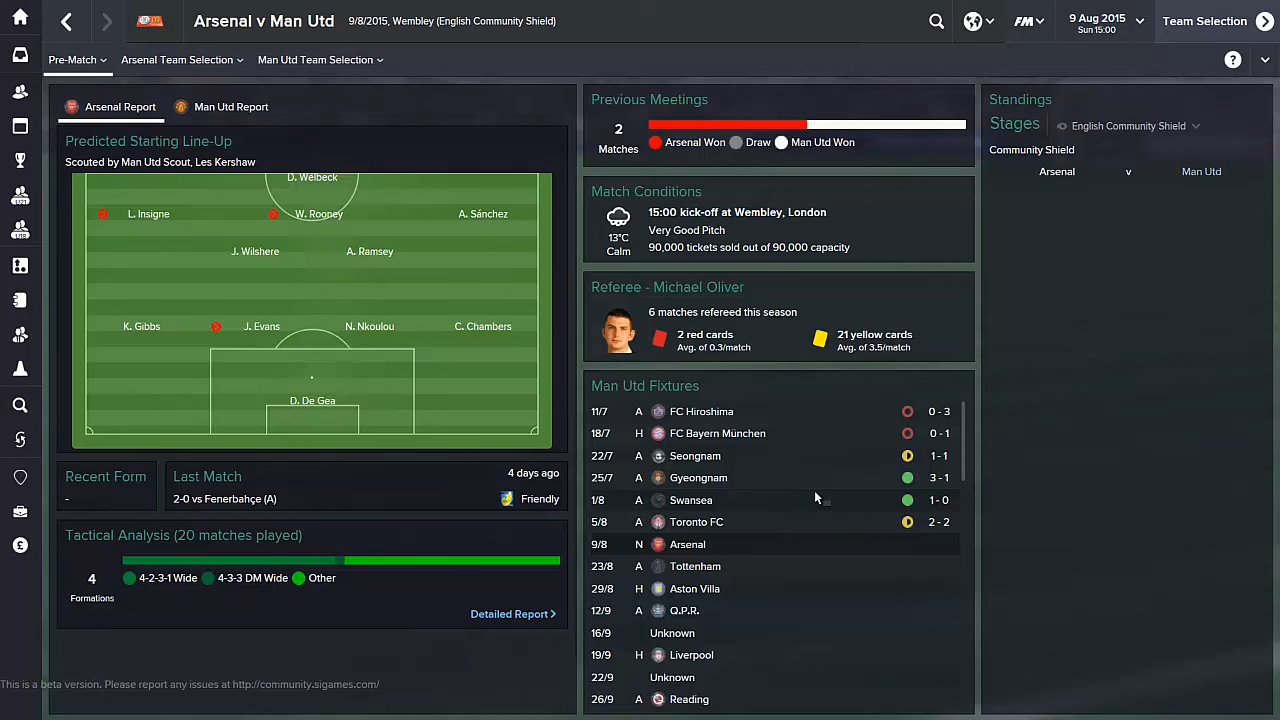 Arsenal v Man Utd
9/8/2015, Wembley (English Community Shield)
FM
9 Aug 2015
Sun 15:00
Team Selection
Pre-Match
Arsenal Team Selection
Man Utd Team Selection
?
U21
U18
Arsenal Report
Man Utd Report
Predicted Starting Line-Up
Scouted by Man Utd Scout, Les Kershaw
D. Welbeck
L. Insigne
W. Rooney
A. Sánchez
J. Wilshere
A. Ramsey
K. Gibbs
J. Evans
N. Nkoulou
C. Chambers
D. De Gea
Recent Form
-
Last Match
4 days ago
2-0 vs Fenerbahçe (A)
Friendly
Tactical Analysis (20 matches played)
4
Formations
4-2-3-1 Wide
4-3-3 DM Wide
Other
Detailed Report >
Previous Meetings
2
Matches
Arsenal Won
Draw
Man Utd Won
Match Conditions
13°C
Calm
15:00 kick-off at Wembley, London
Very Good Pitch
90,000 tickets sold out of 90,000 capacity
Referee - Michael Oliver
6 matches refereed this season
2 red cards
Avg. of 0.3/match
21 yellow cards
Avg. of 3.5/match
Man Utd Fixtures
11/7 A FC Hiroshima 0 - 3
18/7 H FC Bayern München 0 -1
22/7 A Seongnam 1 - 1
25/7 A Gyeongnam 3 -1
1/8 A Swansea 1 - 0
5/8 A Toronto FC 2 - 2
9/8 N Arsenal
23/8 A Tottenham
29/8 H Aston Villa
12/9 A Q.P.R.
16/9 Unknown
19/9 H Liverpool
22/9 Unknown
26/9 A Reading
Standings
Stages
English Community Shield
Community Shield
Arsenal v Man Utd
This is a beta version. Please report any issues at http://community.sigames.com/